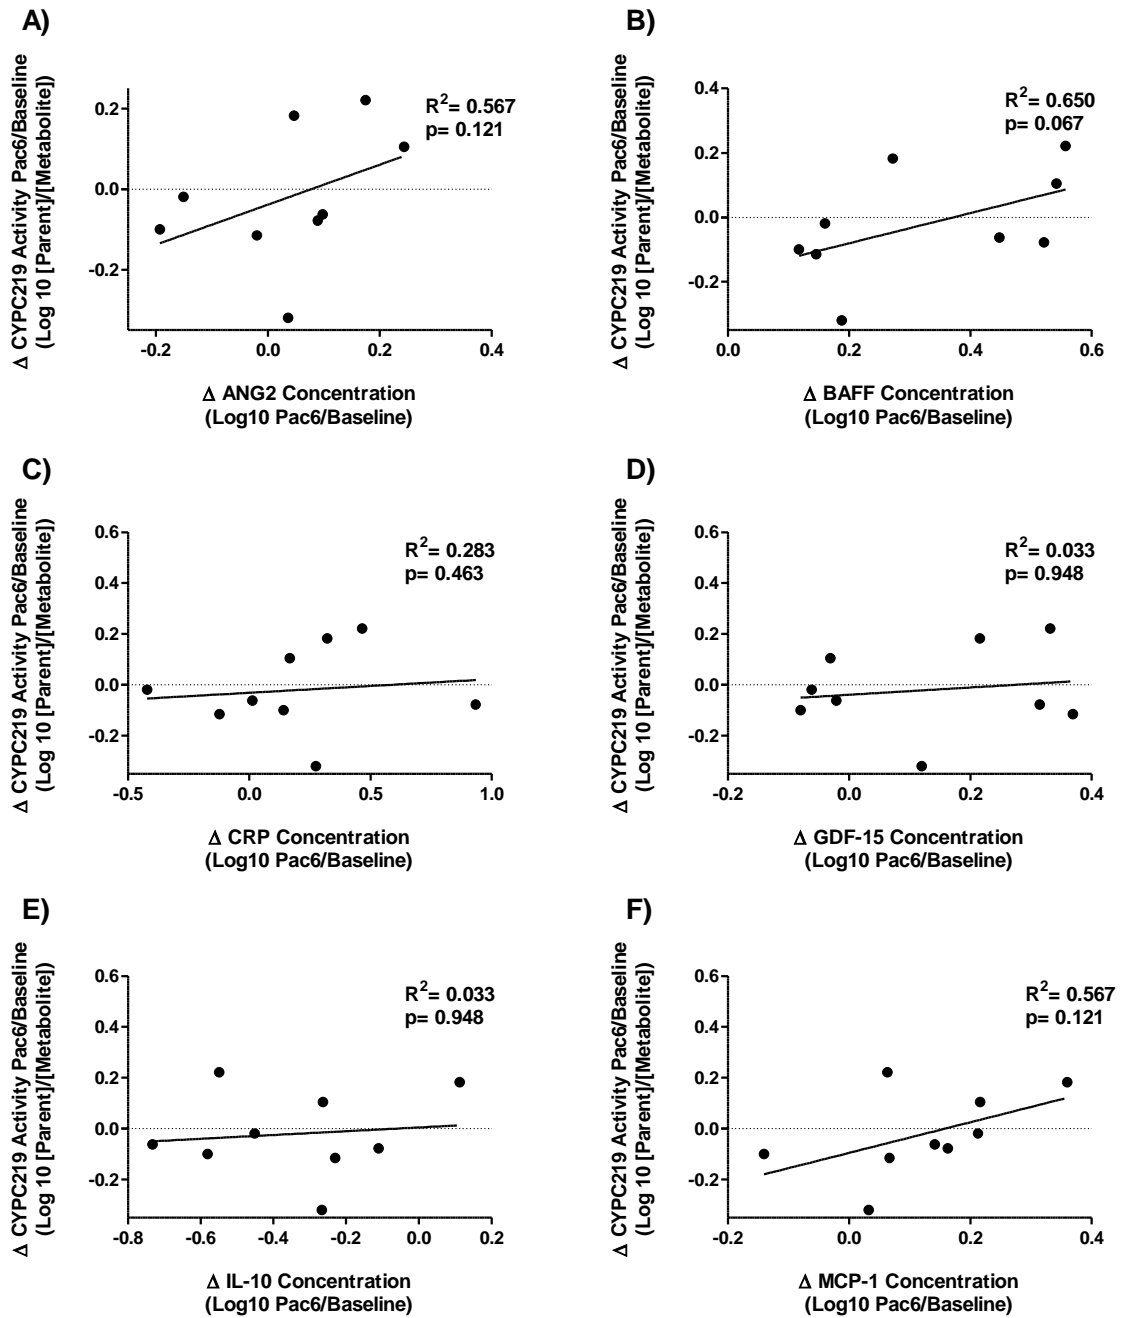 A)
Δ CYPC219 Activity Pac6/Baseline
(Log 10 [Parent]/[Metabolite])
0.2
0.0
-0.2
R²= 0.567
p= 0.121
-0.2 0.0 0.2 0.4
Δ ANG2 Concentration
(Log10 Pac6/Baseline)
B)
Δ CYPC219 Activity Pac6/Baseline
(Log 10 [Parent]/[Metabolite])
0.4
0.2
0.0
-0.2
R²= 0.650
p= 0.067
0.0 0.2 0.4 0.6
Δ BAFF Concentration
(Log10 Pac6/Baseline)
C)
Δ CYPC219 Activity Pac6/Baseline
(Log 10 [Parent]/[Metabolite])
0.6
0.4
0.2
0.0
-0.2
R²= 0.283
p= 0.463
-0.5 0.0 0.5 1.0
Δ CRP Concentration
(Log10 Pac6/Baseline)
D)
Δ CYPC219 Activity Pac6/Baseline
(Log 10 [Parent]/[Metabolite])
0.6
0.4
0.2
0.0
-0.2
R²= 0.033
p= 0.948
-0.2 0.0 0.2 0.4
Δ GDF-15 Concentration
(Log10 Pac6/Baseline)
E)
Δ CYPC219 Activity Pac6/Baseline
(Log 10 [Parent]/[Metabolite])
0.6
0.4
0.2
0.0
-0.2
R²= 0.033
p= 0.948
-0.8 -0.6 -0.4 -0.2 0.0 0.2
Δ IL-10 Concentration
(Log10 Pac6/Baseline)
F)
Δ CYPC219 Activity Pac6/Baseline
(Log 10 [Parent]/[Metabolite])
0.6
0.4
0.2
0.0
-0.2
R²= 0.567
p= 0.121
-0.2 0.0 0.2 0.4
Δ MCP-1 Concentration
(Log10 Pac6/Baseline)